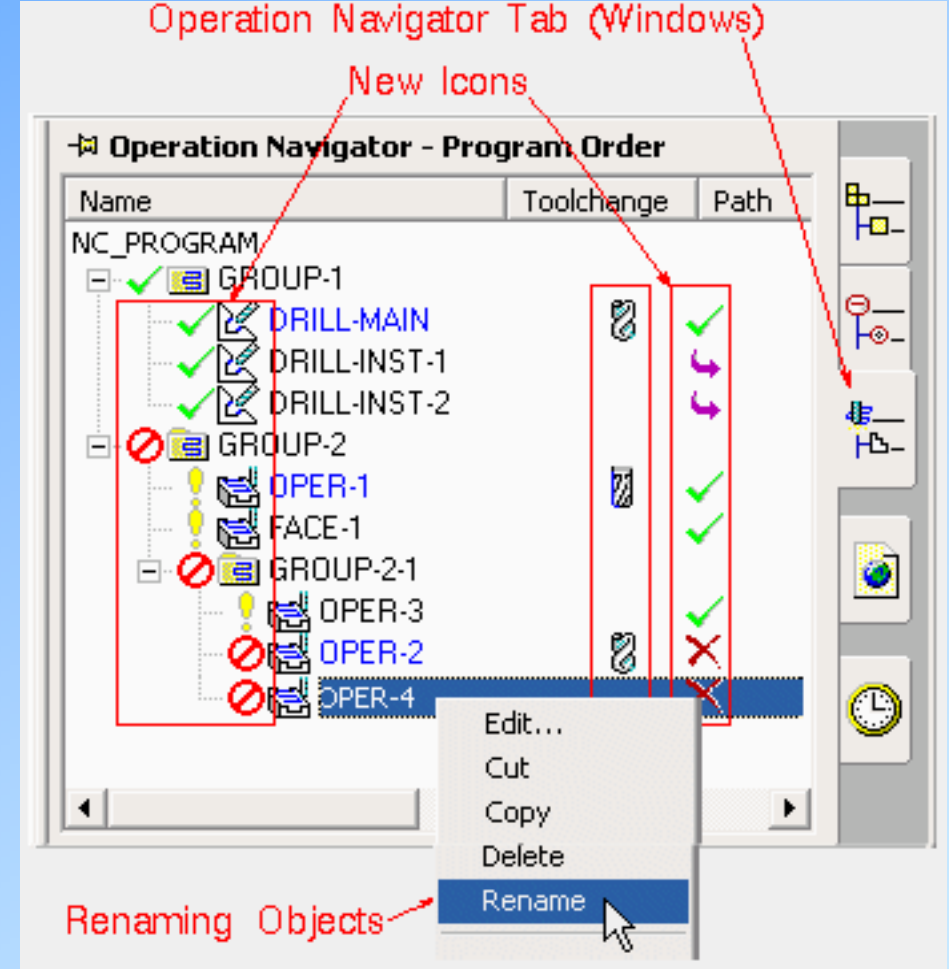 Operation Navigator Tab (Windows)
New Icons
Operation Navigator - Program Order
Name Toolchange Path
NC_PROGRAM
GROUP-1
DRILL-MAIN
DRILL-INST-1
DRILL-INST-2
GROUP-2
OPER-1
FACE-1
GROUP-2-1
OPER-3
OPER-2
OPER-4
Edit...
Cut
Copy
Delete
Rename
Renaming Objects